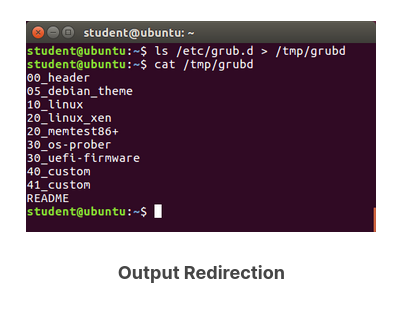 student@ubuntu: ~
student@ubuntu:~$ ls /etc/grub.d > /tmp/grubd
student@ubuntu:~$ cat /tmp/grubd
00_header
05_debian_theme
10_linux
20_linux_xen
20_memtest86+
30_os-prober
30_uefi-firmware
40_custom
41_custom
README
student@ubuntu:~$
Output Redirection